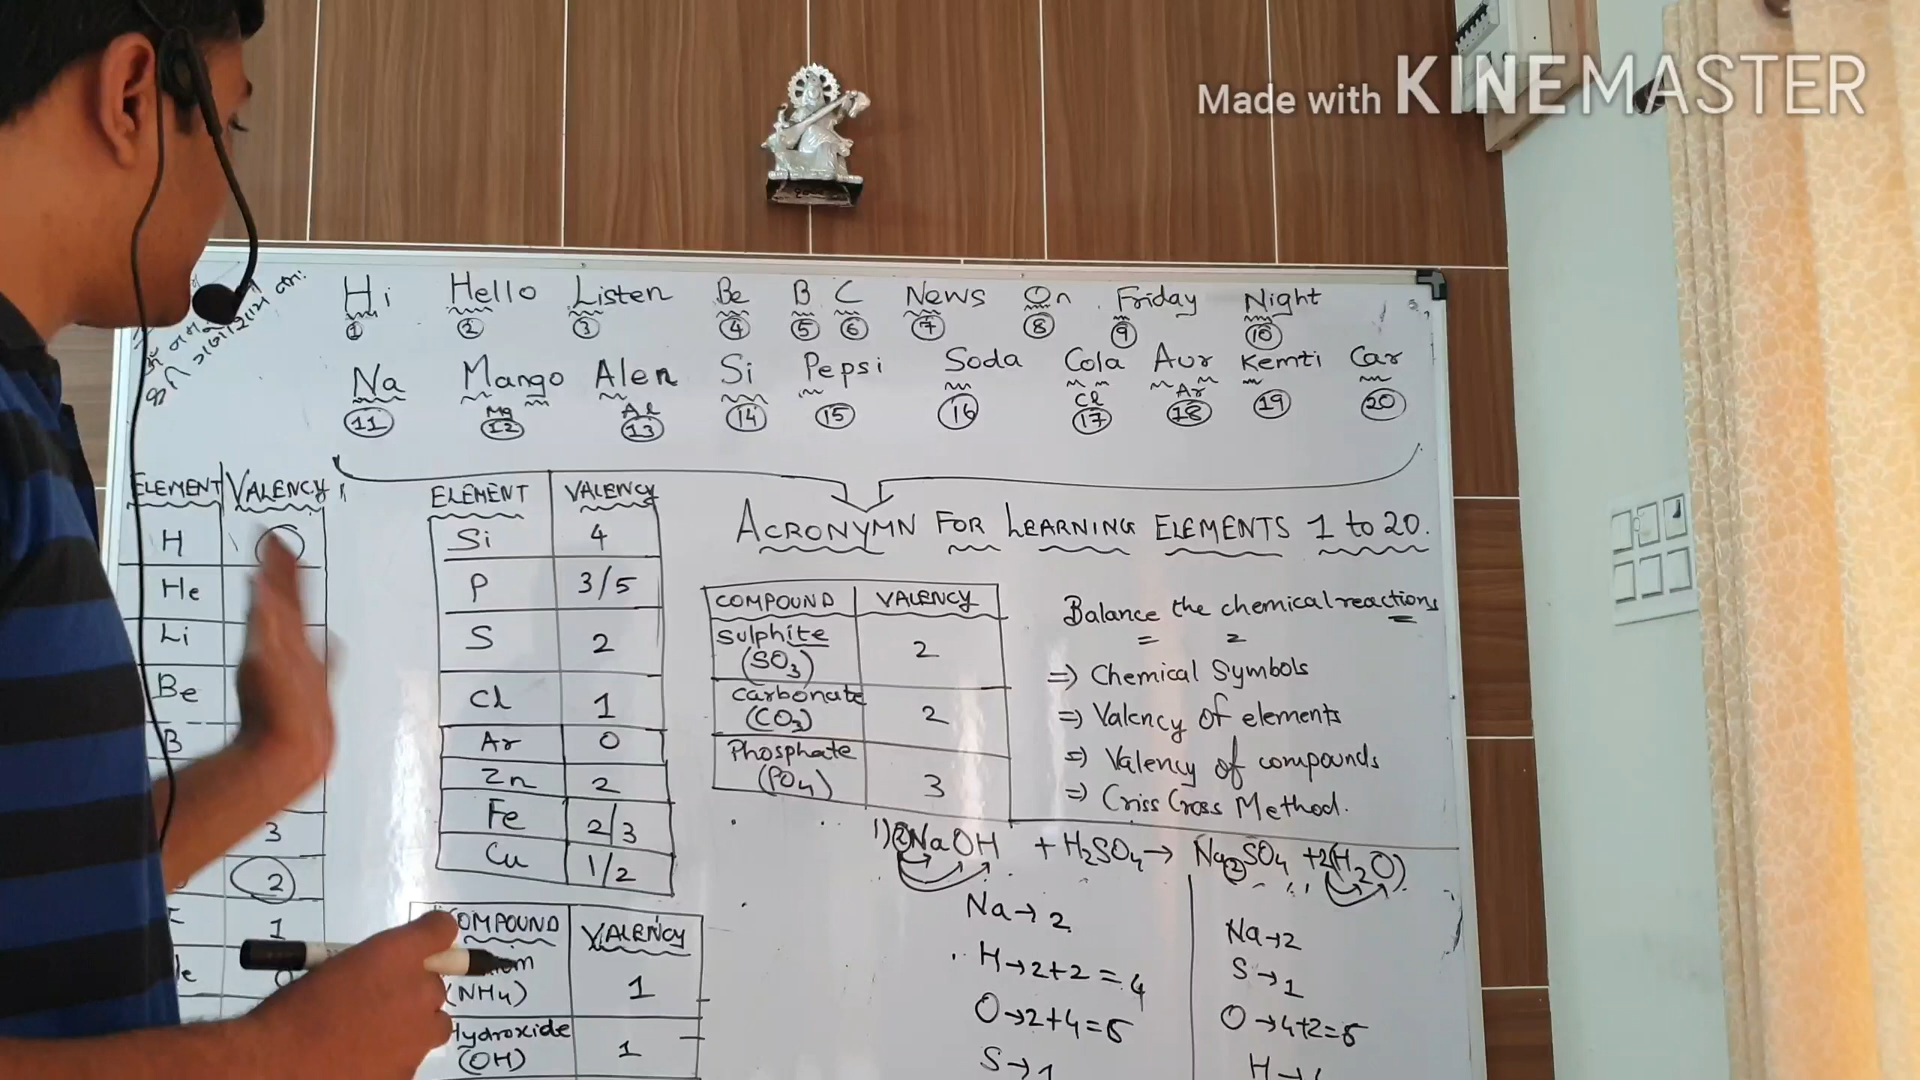 Made with KINEMASTER
Hi Hello Listen Be B C News On Friday Night
1 2 3 4 5 6 7 8 9 10
Na Mango Alen Si Pepsi Soda Cola Aur Kemti Car
Mg Al Cl Ar
11 12 13 14 15 16 17 18 19 20
ELEMENT VALENCY
H
He
Li
Be
B
3
2
1
0
ELEMENT VALENCY
Si 4
P 3/5
S 2
Cl 1
Ar 0
Zn 2
Fe 2/3
Cu 1/2
COMPOUND VALENCY
(NH4) 1
Hydroxide
(OH) 1
ACRONYMN FOR LEARNING ELEMENTS 1 to 20.
COMPOUND VALENCY
Sulphite
(SO3) 2
Carbonate
(CO3) 2
Phosphate
(PO4) 3
Balance the chemical reactions
=) Chemical Symbols
=) Valency of elements
=) Valency of compounds
=) Criss Cross Method.
1) 2NaOH + H2SO4 → Na2SO4 + 2(H2O)
Na → 2
H → 2+2 = 4
O → 2+4 = 6
S → 1
Na → 2
S → 1
O → 4+2 = 6
H →